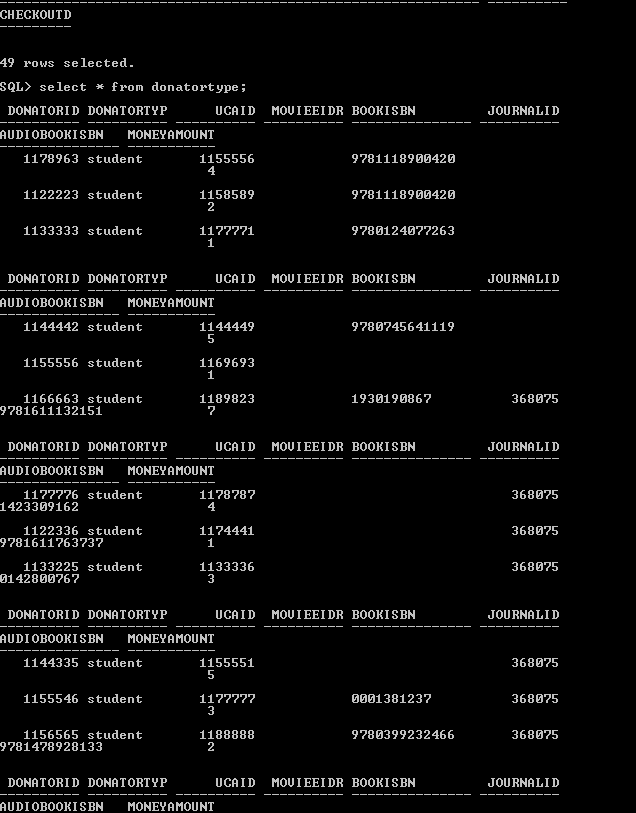 CHECKOUTD
49 rows selected.
SQL> select * from donatortype;
DONATORID DONATORTYP UCAID MOVIEEIDR BOOKISBN JOURNALID
AUDIOBOOKISBN MONEYAMOUNT
1178963 student 1155556 9781118900420
4
1122223 student 1158589 9781118900420
2
1133333 student 1177771 9780124077263
1
DONATORID DONATORTYP UCAID MOVIEEIDR BOOKISBN JOURNALID
AUDIOBOOKISBN MONEYAMOUNT
1144442 student 1144449 9780745641119
5
1155556 student 1169693
1
1166663 student 1189823 1930190867 368075
9781611132151 7
DONATORID DONATORTYP UCAID MOVIEEIDR BOOKISBN JOURNALID
AUDIOBOOKISBN MONEYAMOUNT
1177776 student 1178787 368075
1423309162 4
1122336 student 1174441 368075
9781611763737 1
1133225 student 1133336 368075
0142800767 3
DONATORID DONATORTYP UCAID MOVIEEIDR BOOKISBN JOURNALID
AUDIOBOOKISBN MONEYAMOUNT
1144335 student 1155551 368075
5
1155546 student 1177777 0001381237 368075
3
1156565 student 1188888 9780399232466 368075
9781478928133 2
DONATORID DONATORTYP UCAID MOVIEEIDR BOOKISBN JOURNALID
AUDIOBOOKISBN MONEYAMOUNT